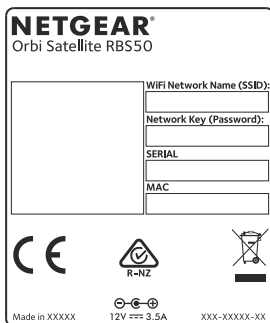 NETGEAR®
Orbi Satellite RBS50
WiFi Network Name (SSID):
Network Key (Password):
SERIAL
MAC
CE
R-NZ
Made in XXXXX
12V ⎓ 3.5A
XXX-XXXXX-XX